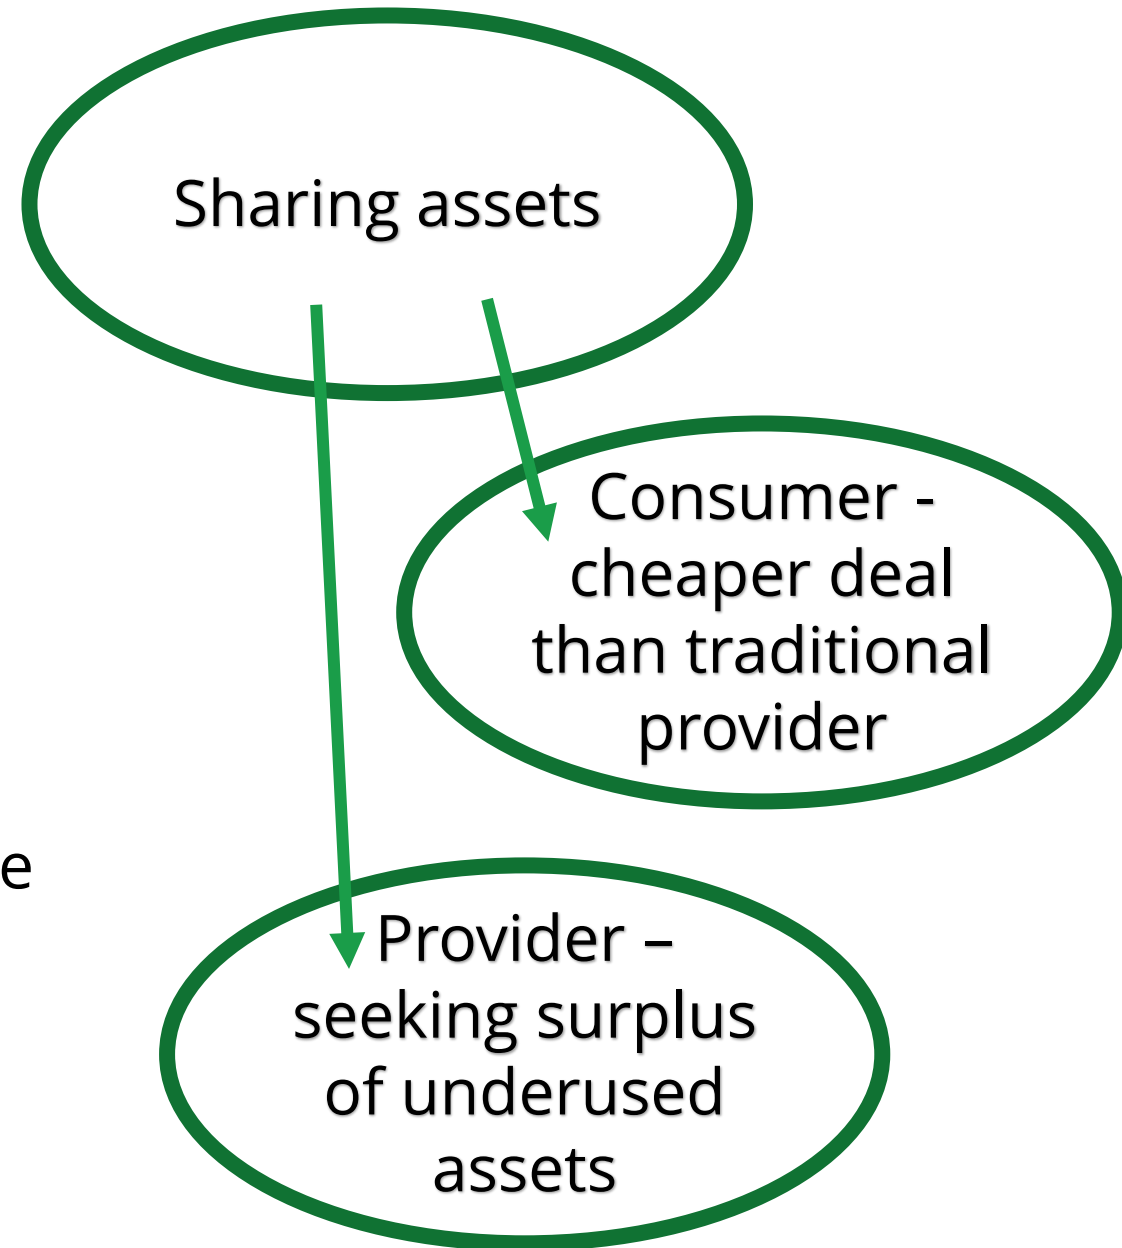 Sharing assets
Consumer -
cheaper deal
than traditional
provider
e
Provider –
seeking surplus
of underused
assets